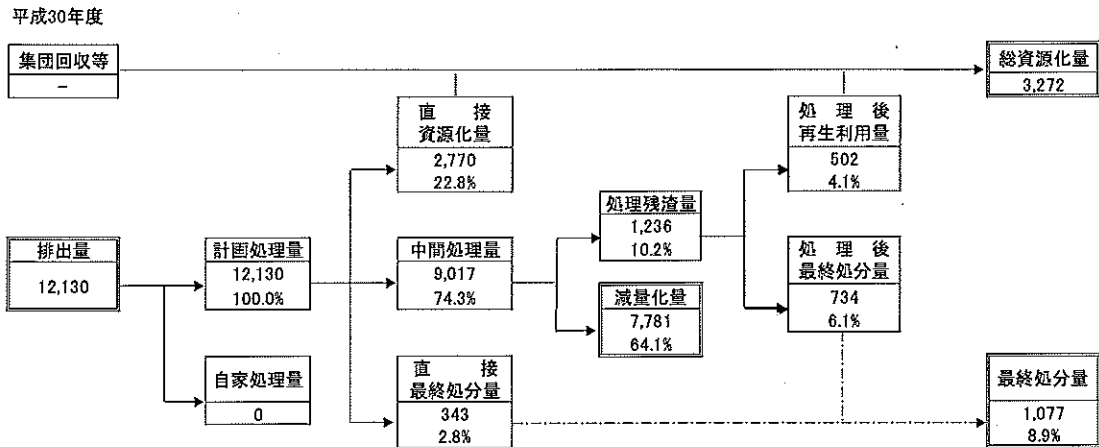 平成30年度
集団回収等
−
総資源化量
3,272
直　接
資源化量
2,770
22.8%
処　理　後
再生利用量
502
4.1%
処理残渣量
1,236
10.2%
排出量
12,130
計画処理量
12,130
100.0%
中間処理量
9,017
74.3%
処　理　後
最終処分量
734
6.1%
減量化量
7,781
64.1%
自家処理量
0
直　接
最終処分量
343
2.8%
最終処分量
1,077
8.9%